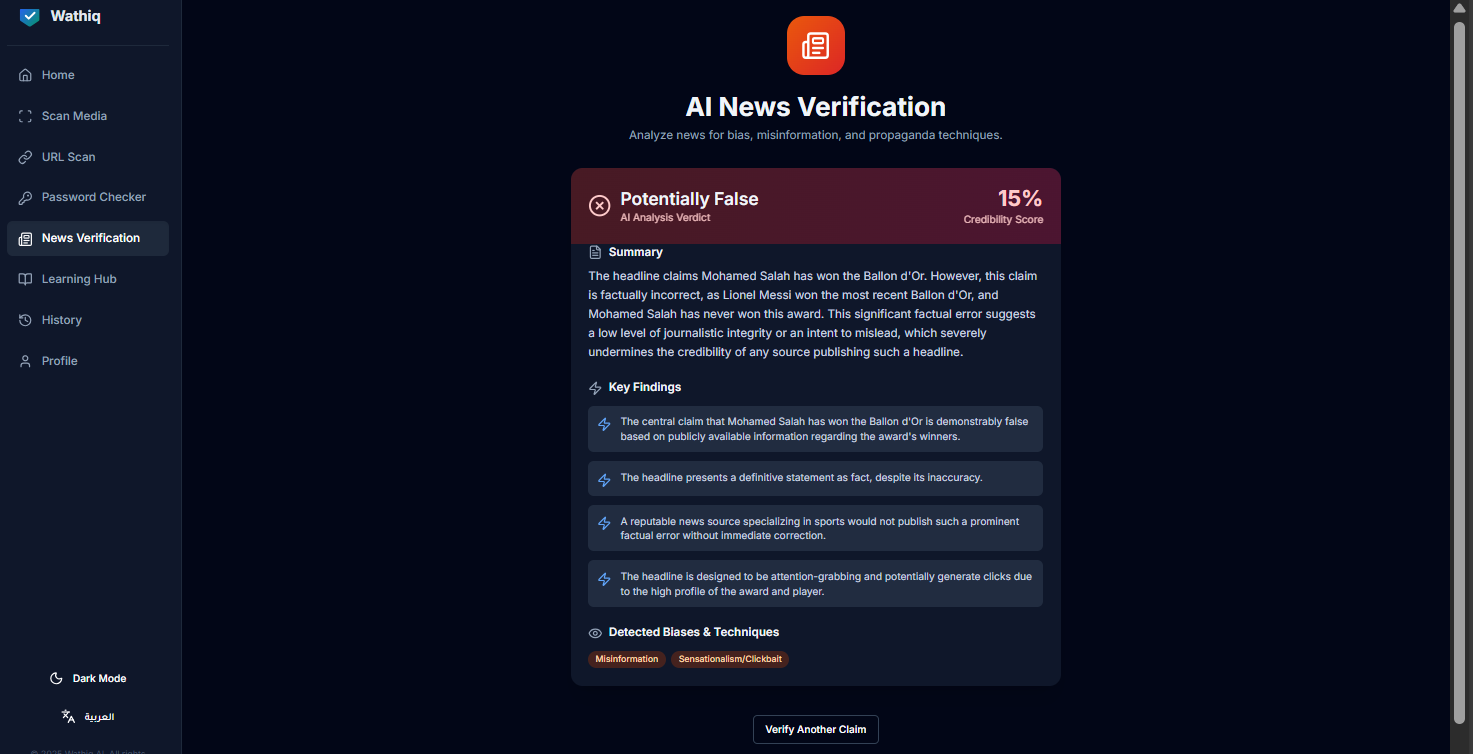 Wathiq
Home
Scan Media
URL Scan
Password Checker
News Verification
Learning Hub
History
Profile
Dark Mode
العربية
AI News Verification
Analyze news for bias, misinformation, and propaganda techniques.
Potentially False
AI Analysis Verdict
15%
Credibility Score
Summary
The headline claims Mohamed Salah has won the Ballon d'Or. However, this claim
is factually incorrect, as Lionel Messi won the most recent Ballon d'Or, and
Mohamed Salah has never won this award. This significant factual error suggests
a low level of journalistic integrity or an intent to mislead, which severely
undermines the credibility of any source publishing such a headline.
Key Findings
The central claim that Mohamed Salah has won the Ballon d'Or is demonstrably false
based on publicly available information regarding the award's winners.
The headline presents a definitive statement as fact, despite its inaccuracy.
A reputable news source specializing in sports would not publish such a prominent
factual error without immediate correction.
The headline is designed to be attention-grabbing and potentially generate clicks due
to the high profile of the award and player.
Detected Biases & Techniques
Misinformation
Sensationalism/Clickbait
Verify Another Claim